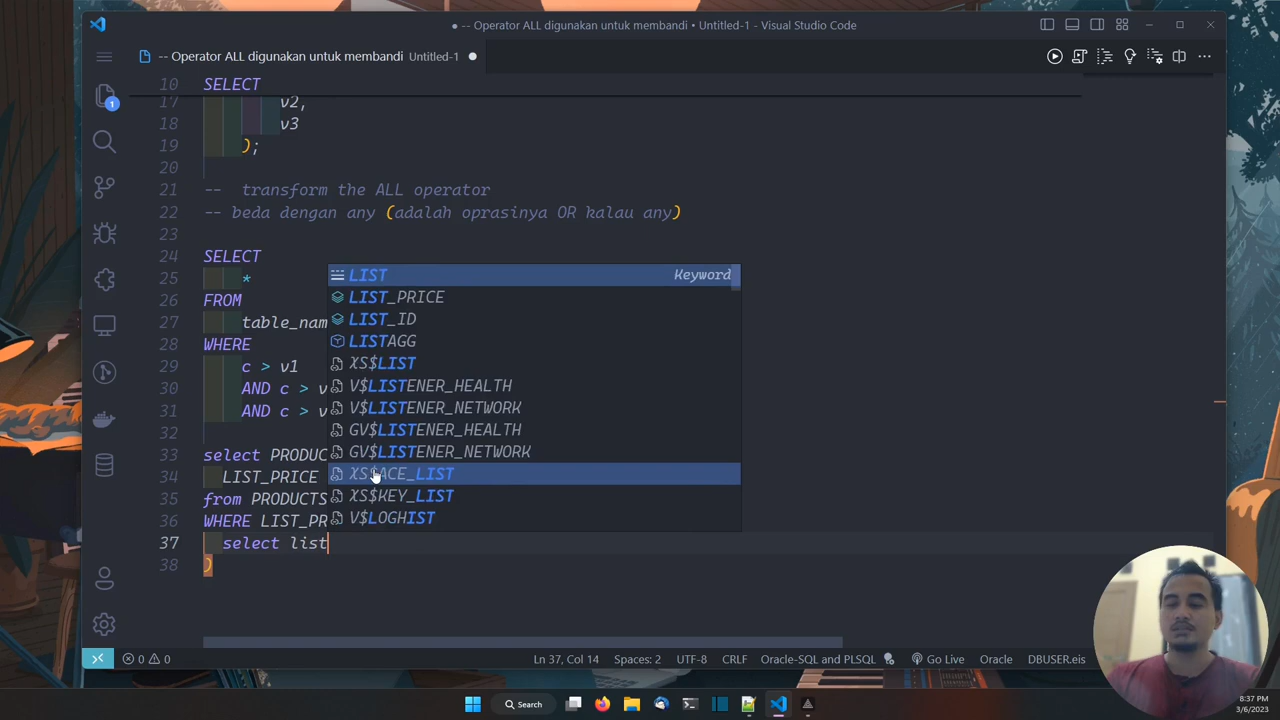 ● -- Operator ALL digunakan untuk membandi • Untitled-1 - Visual Studio Code
-- Operator ALL digunakan untuk membandi Untitled-1 ●
10 SELECT
17 v2,
18 v3
19 );
20
21 -- transform the ALL operator
22 -- beda dengan any (adalah oprasinya OR kalau any)
23
24 SELECT
25 *
26 FROM
27 table_nam
28 WHERE
29 c > v1
30 AND c > v
31 AND c > v
32
33 select PRODUC
34 LIST_PRICE
35 from PRODUCTS
36 WHERE LIST_PR
37 select list
38 )
LIST Keyword
LIST_PRICE
LIST_ID
LISTAGG
XS$LIST
V$LISTENER_HEALTH
V$LISTENER_NETWORK
GV$LISTENER_HEALTH
GV$LISTENER_NETWORK
XS$ACE_LIST
XS$KEY_LIST
V$LOGHIST
1
0 0 Ln 37, Col 14 Spaces: 2 UTF-8 CRLF Oracle-SQL and PLSQL Go Live Oracle DBUSER.eis
Search
8:37 PM
3/6/2023